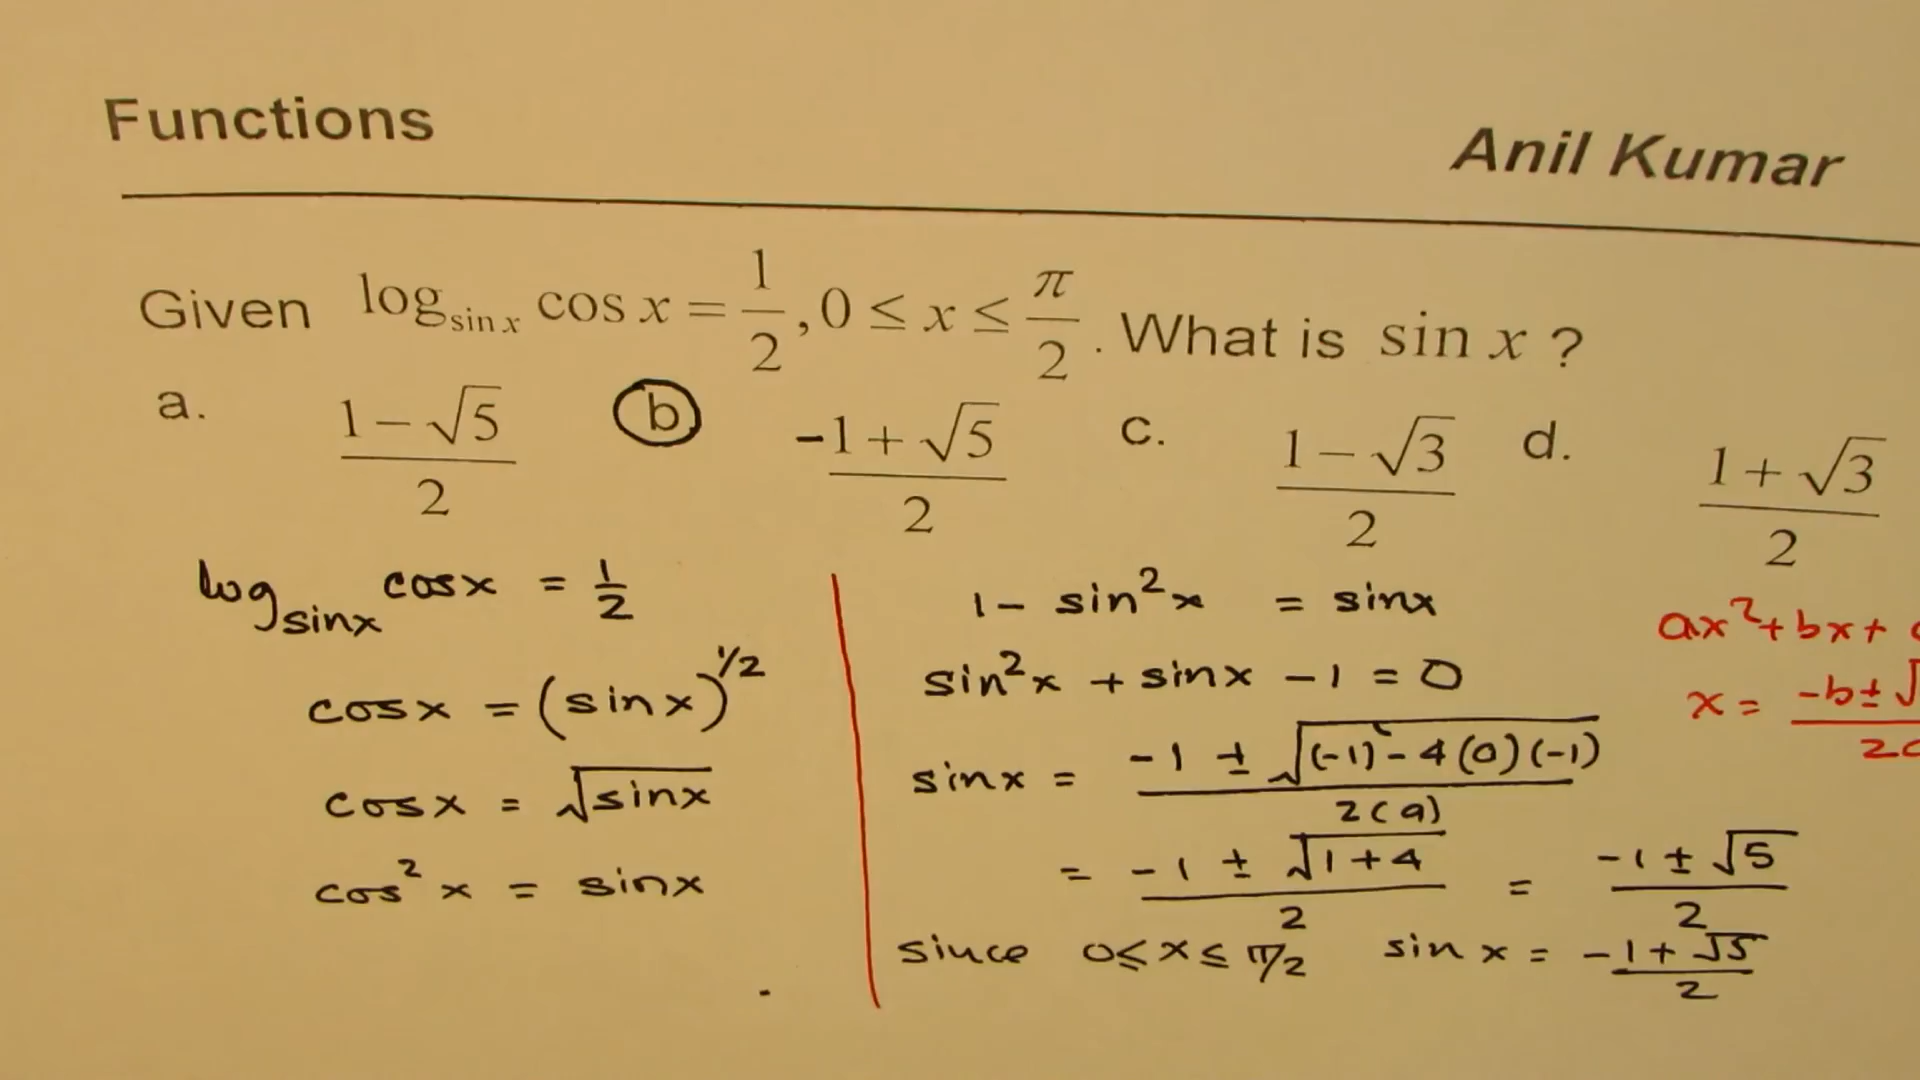 Functions
Anil Kumar
Given log_{sin x} cos x = 1/2, 0 ≤ x ≤ π/2. What is sin x ?
a. (1 − √5)/2 b (-1 + √5)/2 c. (1 − √3)/2 d. (1 + √3)/2
log_{sinx} cosx = 1/2
cosx = (sinx)^{1/2}
cosx = √sinx
cos² x = sinx
1 - sin²x = sinx
sin²x + sinx - 1 = 0
sinx = (-1 ± √((-1)² - 4(0)(-1)))/2(a)
= (-1 ± √(1+4))/2 = (-1 ± √5)/2
since 0≤x≤π/2 sin x = (-1+√5)/2
ax²+bx+
x = -b±√